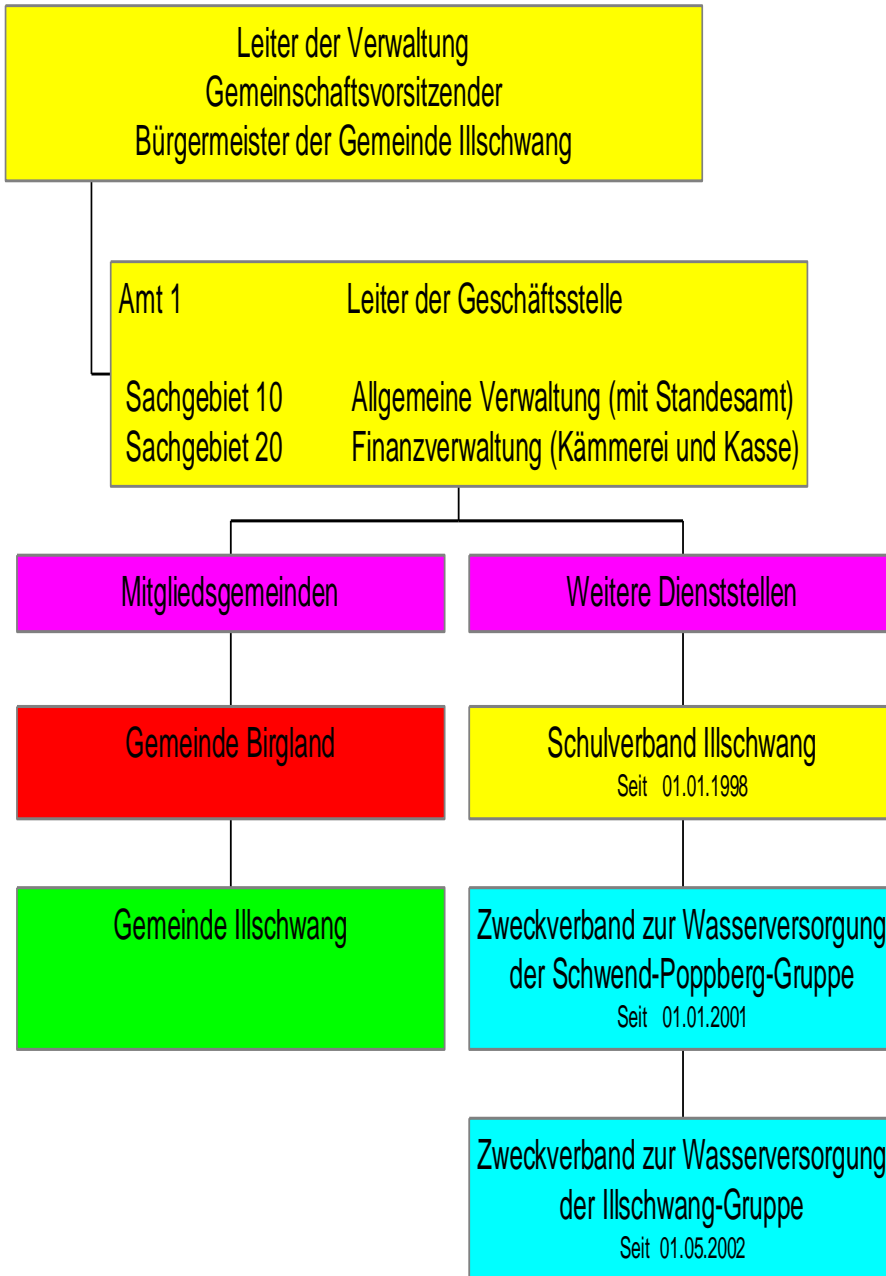 Leiter der Verwaltung
Gemeinschaftsvorsitzender
Bürgermeister der Gemeinde Illschwang
Amt 1 Leiter der Geschäftsstelle
Sachgebiet 10 Allgemeine Verwaltung (mit Standesamt)
Sachgebiet 20 Finanzverwaltung (Kämmerei und Kasse)
Mitgliedsgemeinden
Weitere Dienststellen
Gemeinde Birgland
Schulverband Illschwang
Seit 01.01.1998
Gemeinde Illschwang
Zweckverband zur Wasserversorgung
der Schwend-Poppberg-Gruppe
Seit 01.01.2001
Zweckverband zur Wasserversorgung
der Illschwang-Gruppe
Seit 01.05.2002